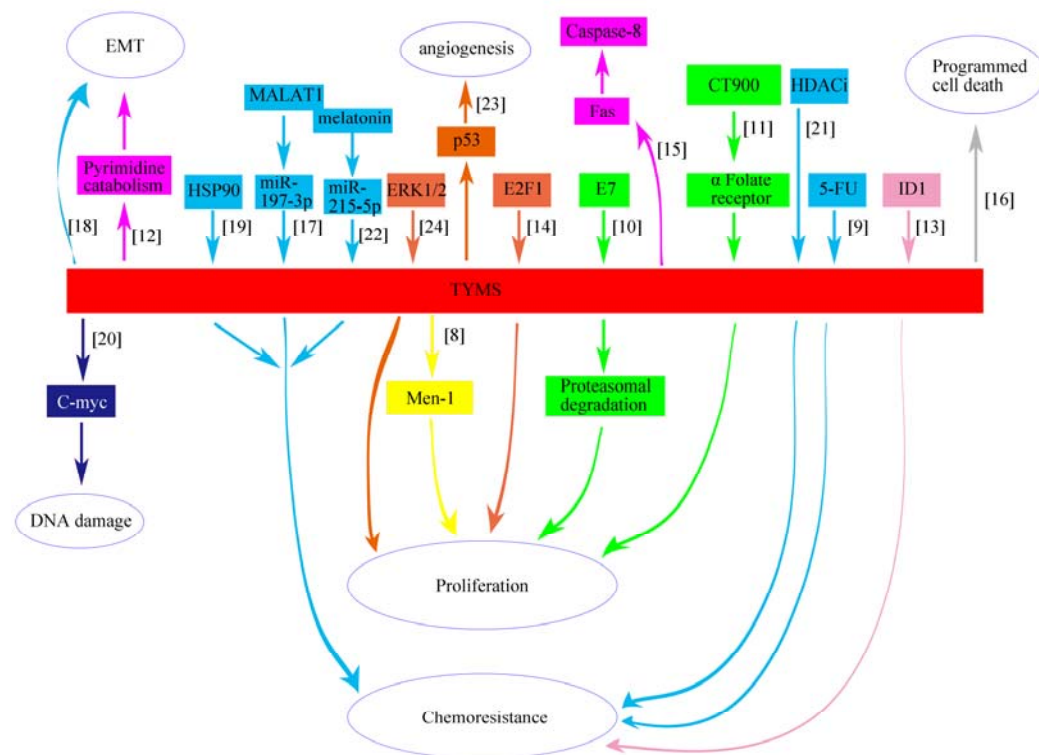 EMT
angiogenesis
Caspase-8
Programmed
cell death
MALAT1
melatonin
[23]
p53
Fas
CT900
HDACi
[11]
[21]
[15]
Pyrimidine
catabolism
HSP90
miR-
197-3p
miR-
215-5p
ERK1/2
E2F1
E7
α Folate
receptor
5-FU
ID1
[16]
[18]
[12]
[19]
[17]
[22]
[24]
[14]
[10]
[9]
[13]
TYMS
[20]
[8]
C-myc
Men-1
Proteasomal
degradation
DNA damage
Proliferation
Chemoresistance